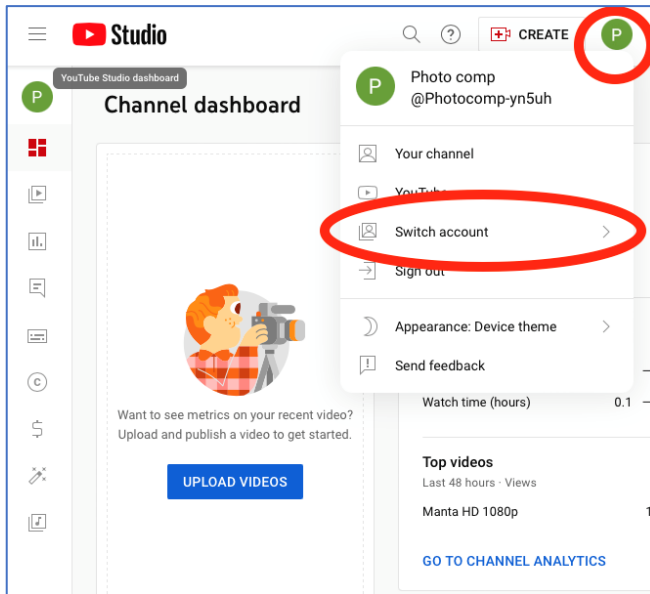 Studio
CREATE
P
YouTube Studio dashboard
P
Channel dashboard
P
Photo comp
@Photocomp-yn5uh
Your channel
YouTube
Switch account
Sign out
Appearance: Device theme
Send feedback
Want to see metrics on your recent video?
Upload and publish a video to get started.
UPLOAD VIDEOS
Watch time (hours) 0.1 –
Top videos
Last 48 hours · Views
Manta HD 1080p 1
GO TO CHANNEL ANALYTICS